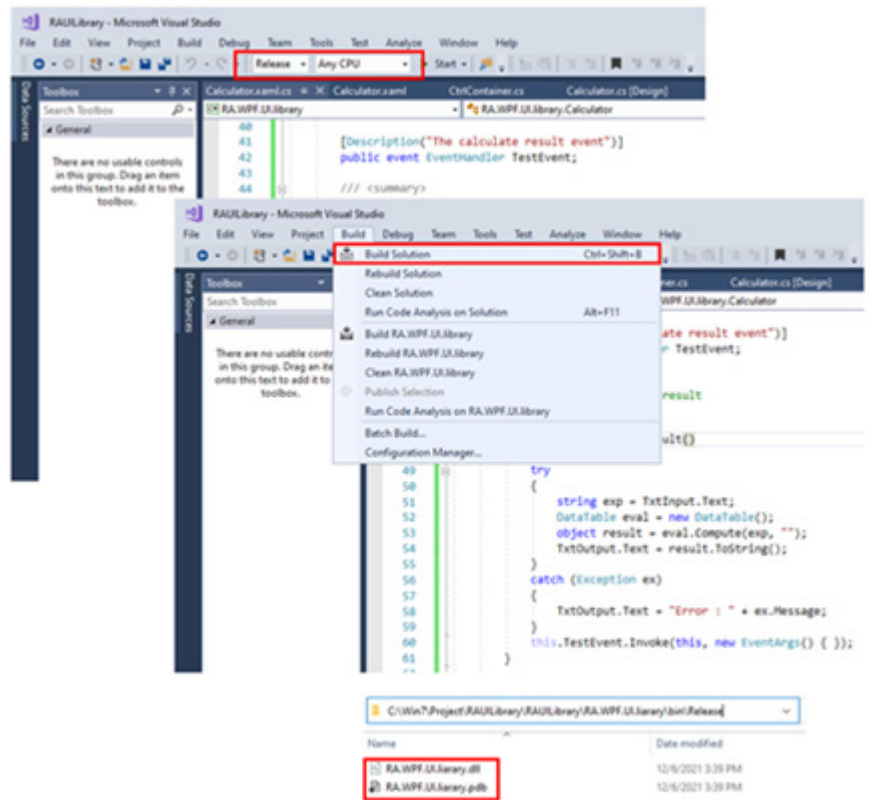 RAUILibrary - Microsoft Visual Studio
File Edit View Project Build Debug Team Tools Test Analyze Window Help
Release Any CPU Start
Data Sources
Toolbox
Calculator.xaml.cs Calculator.xaml CtrlContainer.cs Calculator.cs [Design]
Search Toolbox
RA.WPF.UI.library RA.WPF.UI.library.Calculator
General
There are no usable controls in this group. Drag an item onto this text to add it to the toolbox.
40
41 [Description("The calculate result event")]
42 public event EventHandler TestEvent;
43
44 /// <summary>
RAUILibrary - Microsoft Visual Studio
File Edit View Project Build Debug Team Tools Test Analyze Window Help
Build Solution Ctrl+Shift+B
Rebuild Solution
Clean Solution
Run Code Analysis on Solution Alt+F11
Build RA.WPF.UI.library
Rebuild RA.WPF.UI.library
Clean RA.WPF.UI.library
Publish Selection
Run Code Analysis on RA.WPF.UI.library
Batch Build...
Configuration Manager...
Data Sources
Toolbox
Search Toolbox
General
There are no usable contr
in this group. Drag an ite
onto this text to add it to
toolbox.
ner.cs Calculator.cs [Design]
WPF.UI.library.Calculator
ate result event")]
r TestEvent;
result
ult()
49 try
50 {
51 string exp = TxtInput.Text;
52 DataTable eval = new DataTable();
53 object result = eval.Compute(exp, "");
54 TxtOutput.Text = result.ToString();
55 }
56 catch (Exception ex)
57 {
58 TxtOutput.Text = "Error : " + ex.Message;
59 }
60 this.TestEvent.Invoke(this, new EventArgs() { });
61 }
C:\Win7\Project\RAUILibrary\RAUILibrary\RA.WPF.UI.liarary\bin\Release
Name Date modified
RA.WPF.UI.liarary.dll 12/6/2021 3:39 PM
RA.WPF.UI.liarary.pdb 12/6/2021 3:39 PM